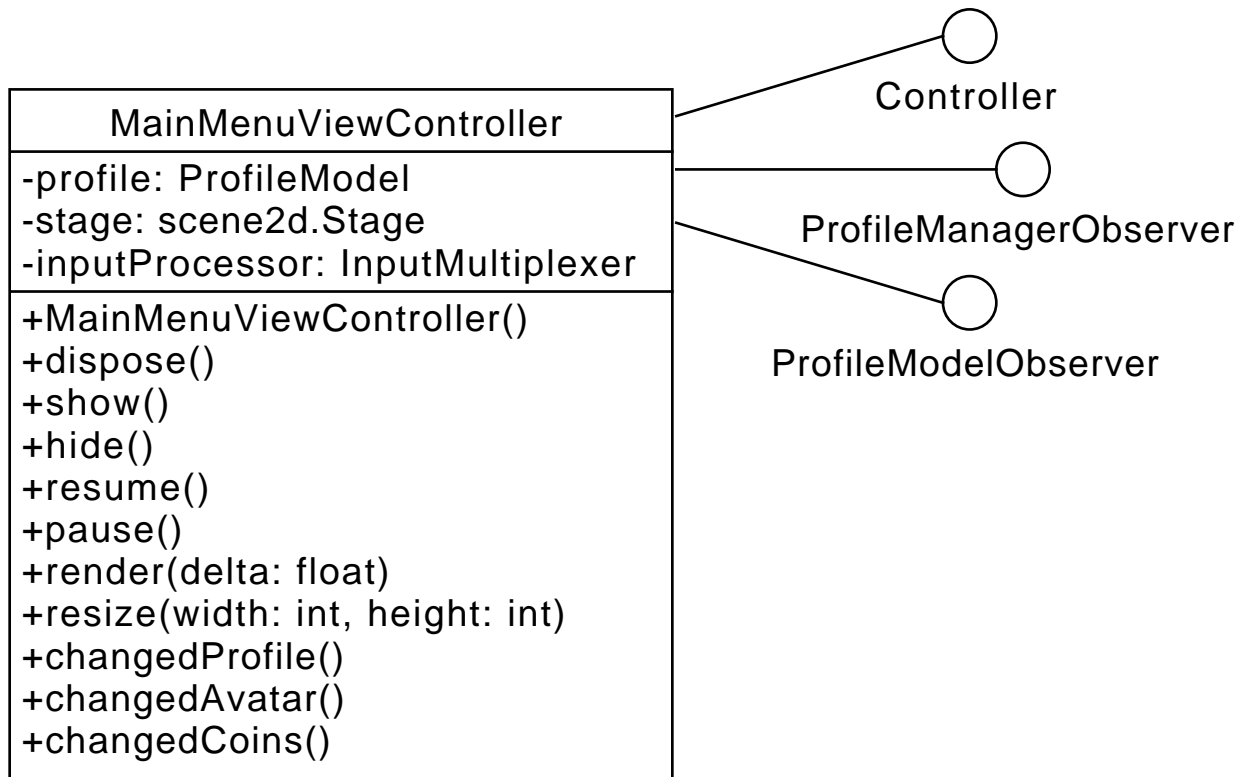 MainMenuViewController
-profile: ProfileModel
-stage: scene2d.Stage
-inputProcessor: InputMultiplexer
+MainMenuViewController()
+dispose()
+show()
+hide()
+resume()
+pause()
+render(delta: float)
+resize(width: int, height: int)
+changedProfile()
+changedAvatar()
+changedCoins()
Controller
ProfileManagerObserver
ProfileModelObserver